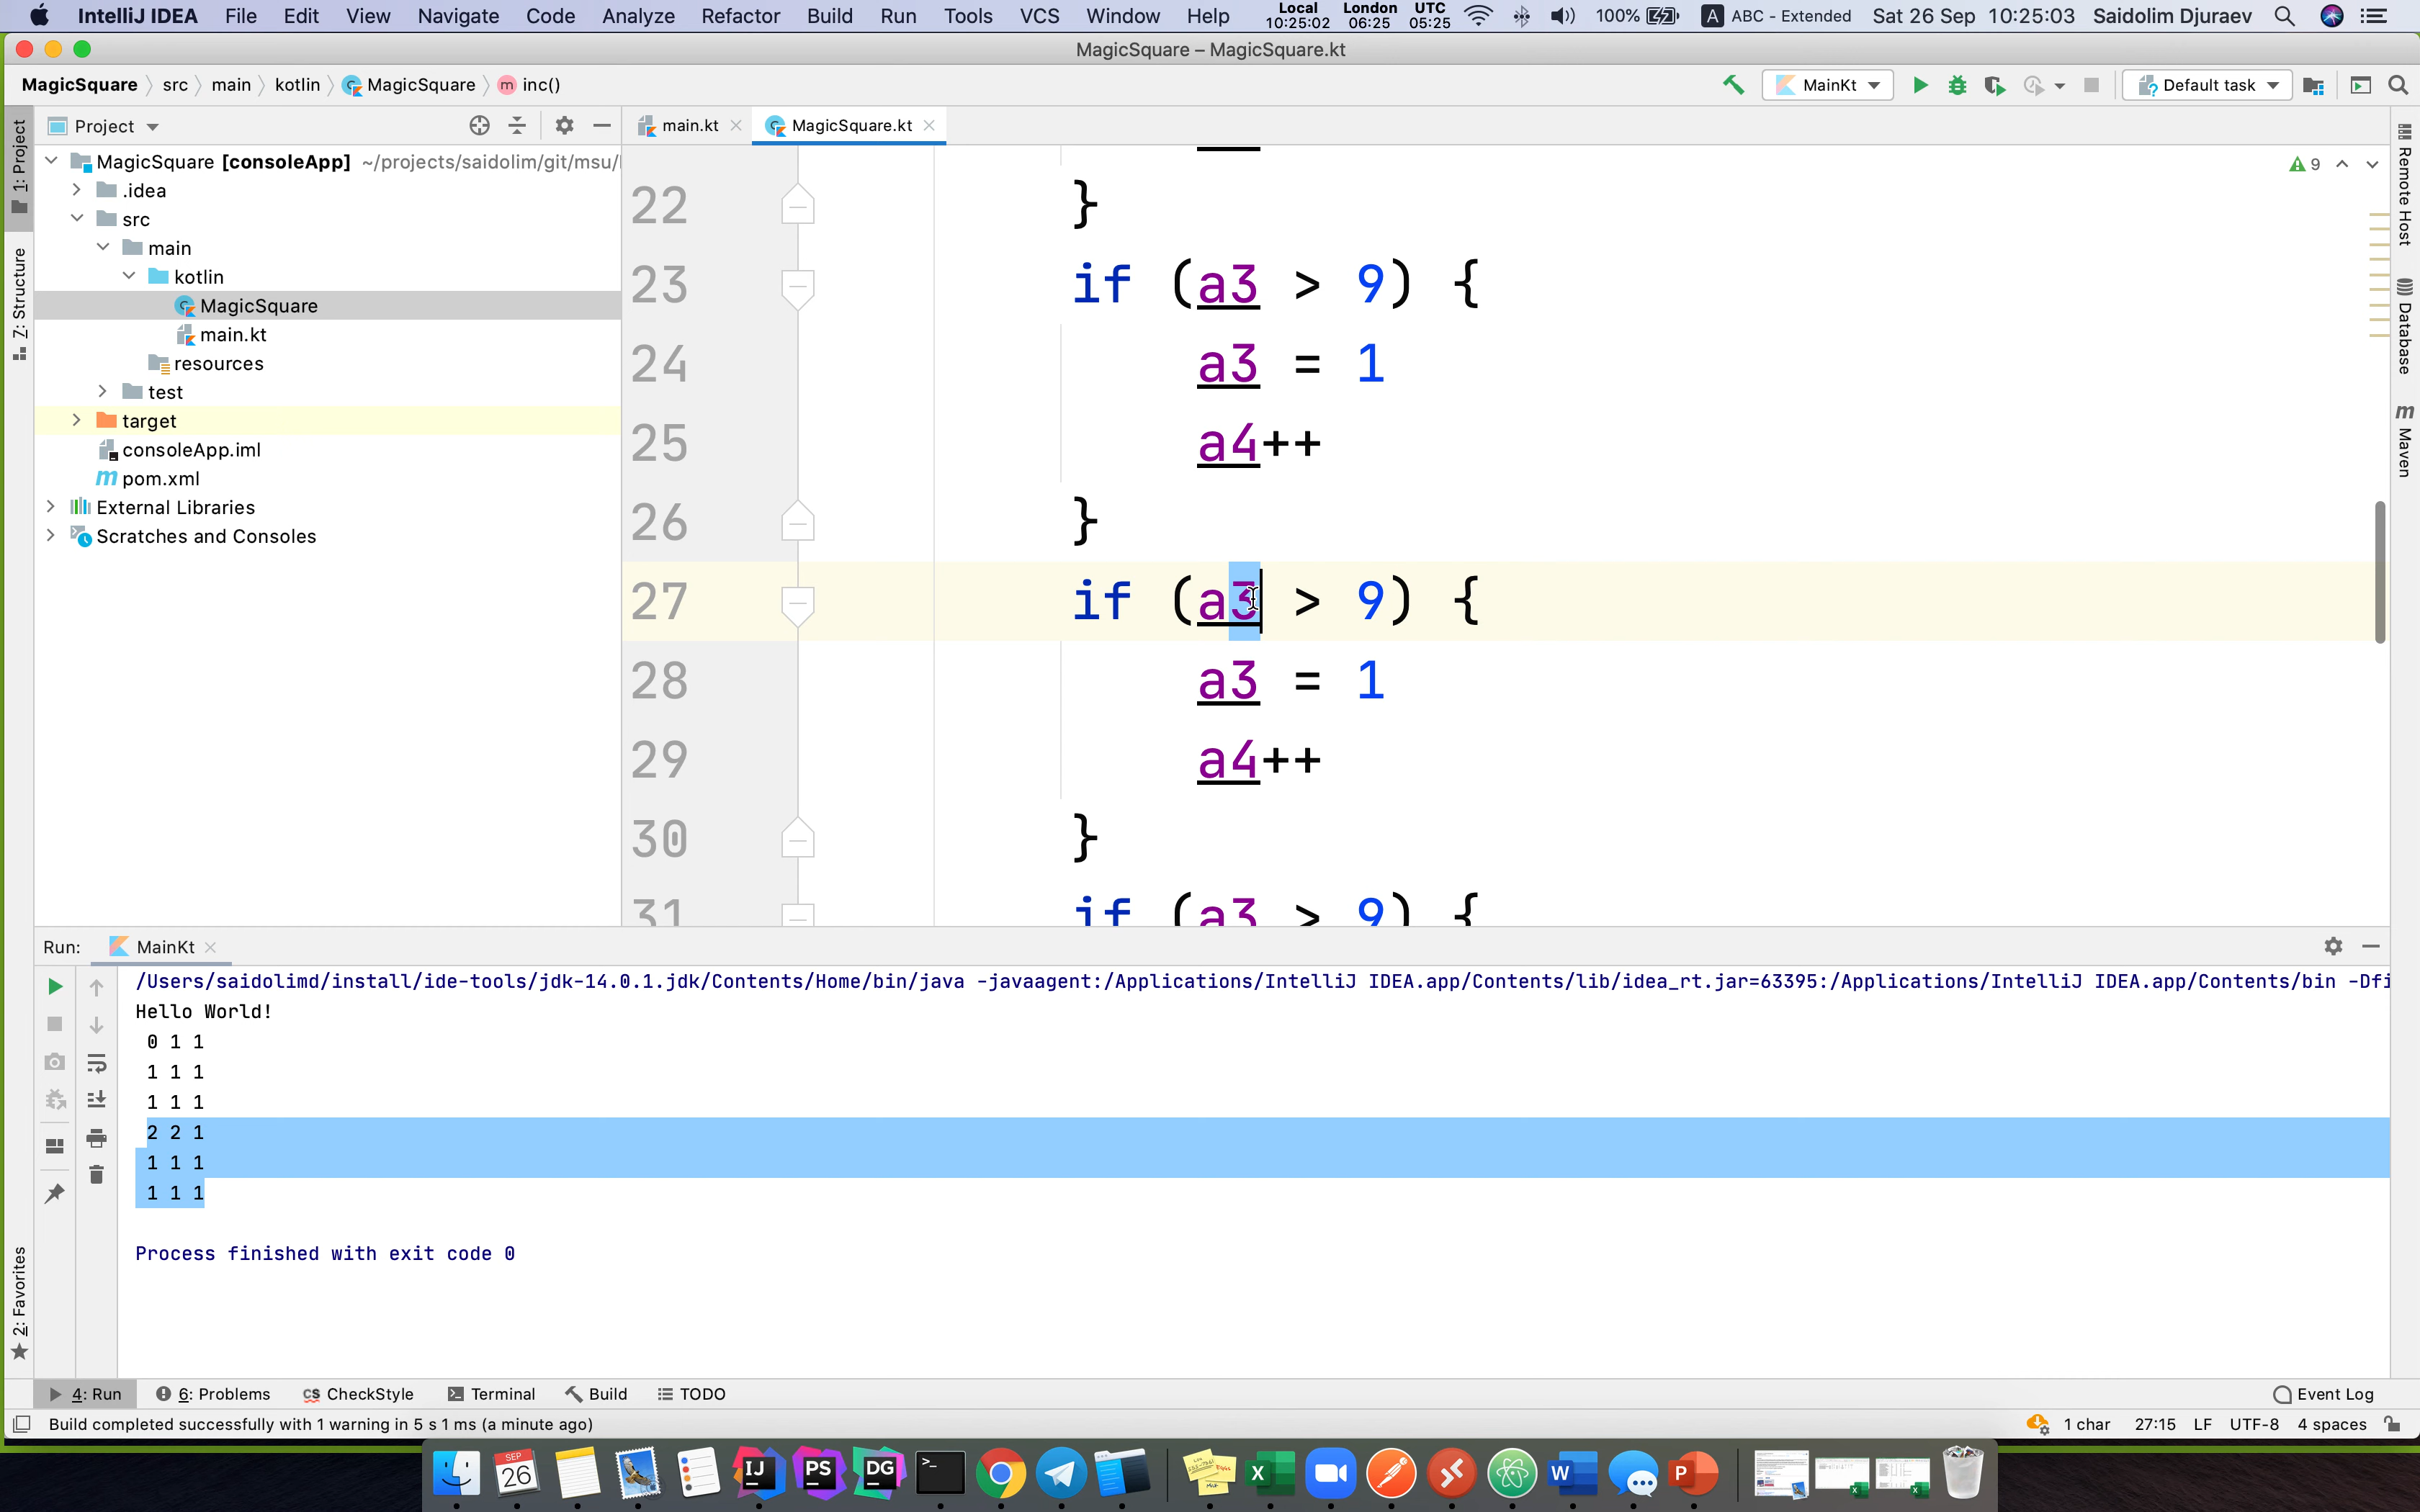 IntelliJ IDEA File Edit View Navigate Code Analyze Refactor Build Run Tools VCS Window Help Local 10:25:02 London 06:25 UTC 05:25 100% A ABC - Extended Sat 26 Sep 10:25:03 Saidolim Djuraev
MagicSquare – MagicSquare.kt
MagicSquare src main kotlin MagicSquare m inc() MainKt Default task
1: Project
Project
main.kt MagicSquare.kt
MagicSquare [consoleApp] ~/projects/saidolim/git/msu/
.idea
src
main
kotlin
MagicSquare
main.kt
resources
test
target
consoleApp.iml
m pom.xml
External Libraries
Scratches and Consoles
Z: Structure
2: Favorites
9
22 }
23 if (a3 > 9) {
24 a3 = 1
25 a4++
26 }
27 if (a3 > 9) {
28 a3 = 1
29 a4++
30 }
31 if (a3 > 9) {
Remote Host
Database
m Maven
Run: MainKt
/Users/saidolimd/install/ide-tools/jdk-14.0.1.jdk/Contents/Home/bin/java -javaagent:/Applications/IntelliJ IDEA.app/Contents/lib/idea_rt.jar=63395:/Applications/IntelliJ IDEA.app/Contents/bin -Dfi
Hello World!
0 1 1
1 1 1
1 1 1
2 2 1
1 1 1
1 1 1
Process finished with exit code 0
4: Run 6: Problems CS CheckStyle Terminal Build TODO Event Log
Build completed successfully with 1 warning in 5 s 1 ms (a minute ago) 1 char 27:15 LF UTF-8 4 spaces
SEP 26 IJ PS DG >_ X W P